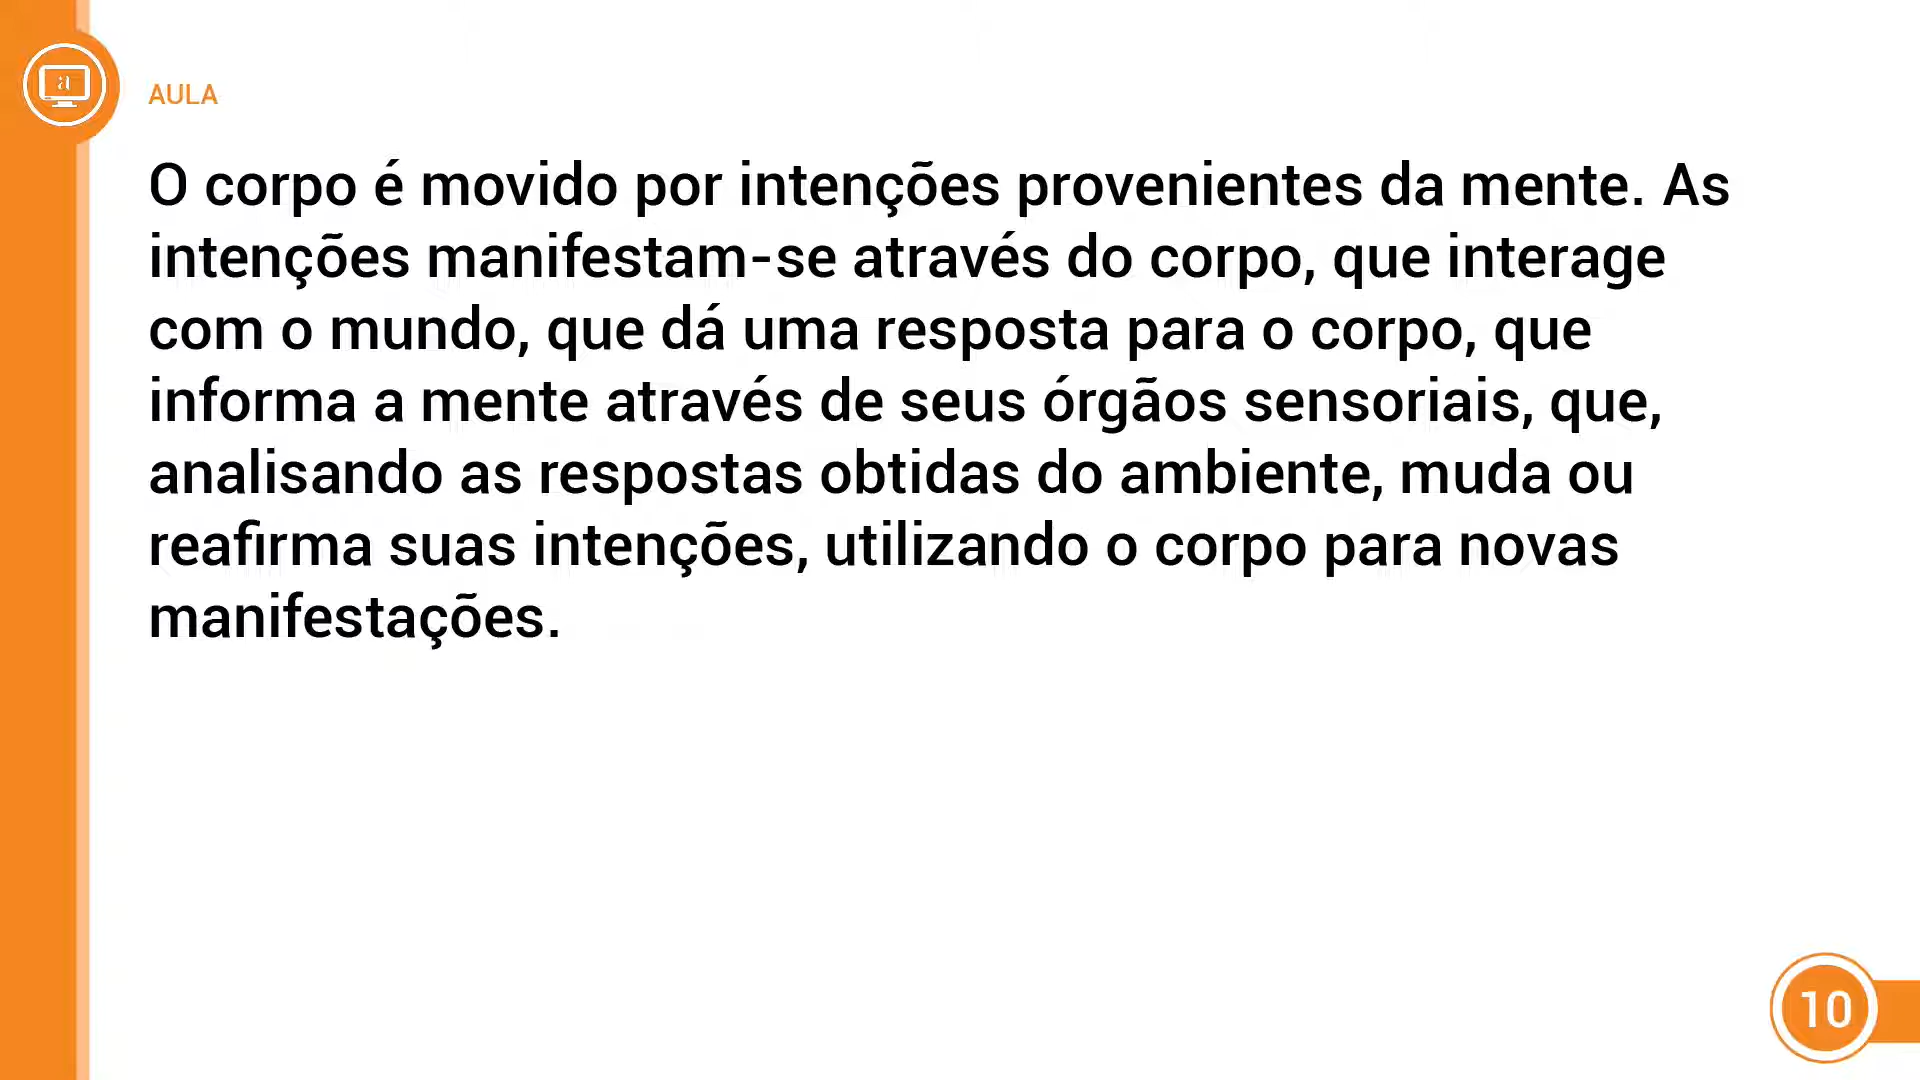 a
AULA
O corpo é movido por intenções provenientes da mente. As
intenções manifestam-se através do corpo, que interage
com o mundo, que dá uma resposta para o corpo, que
informa a mente através de seus órgãos sensoriais, que,
analisando as respostas obtidas do ambiente, muda ou
reafirma suas intenções, utilizando o corpo para novas
manifestações.
10